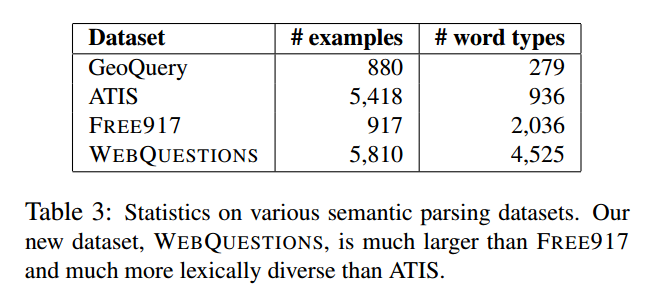 Dataset # examples # word types
GeoQuery 880 279
ATIS 5,418 936
FREE917 917 2,036
WEBQUESTIONS 5,810 4,525
Table 3: Statistics on various semantic parsing datasets. Our
new dataset, WEBQUESTIONS, is much larger than FREE917
and much more lexically diverse than ATIS.